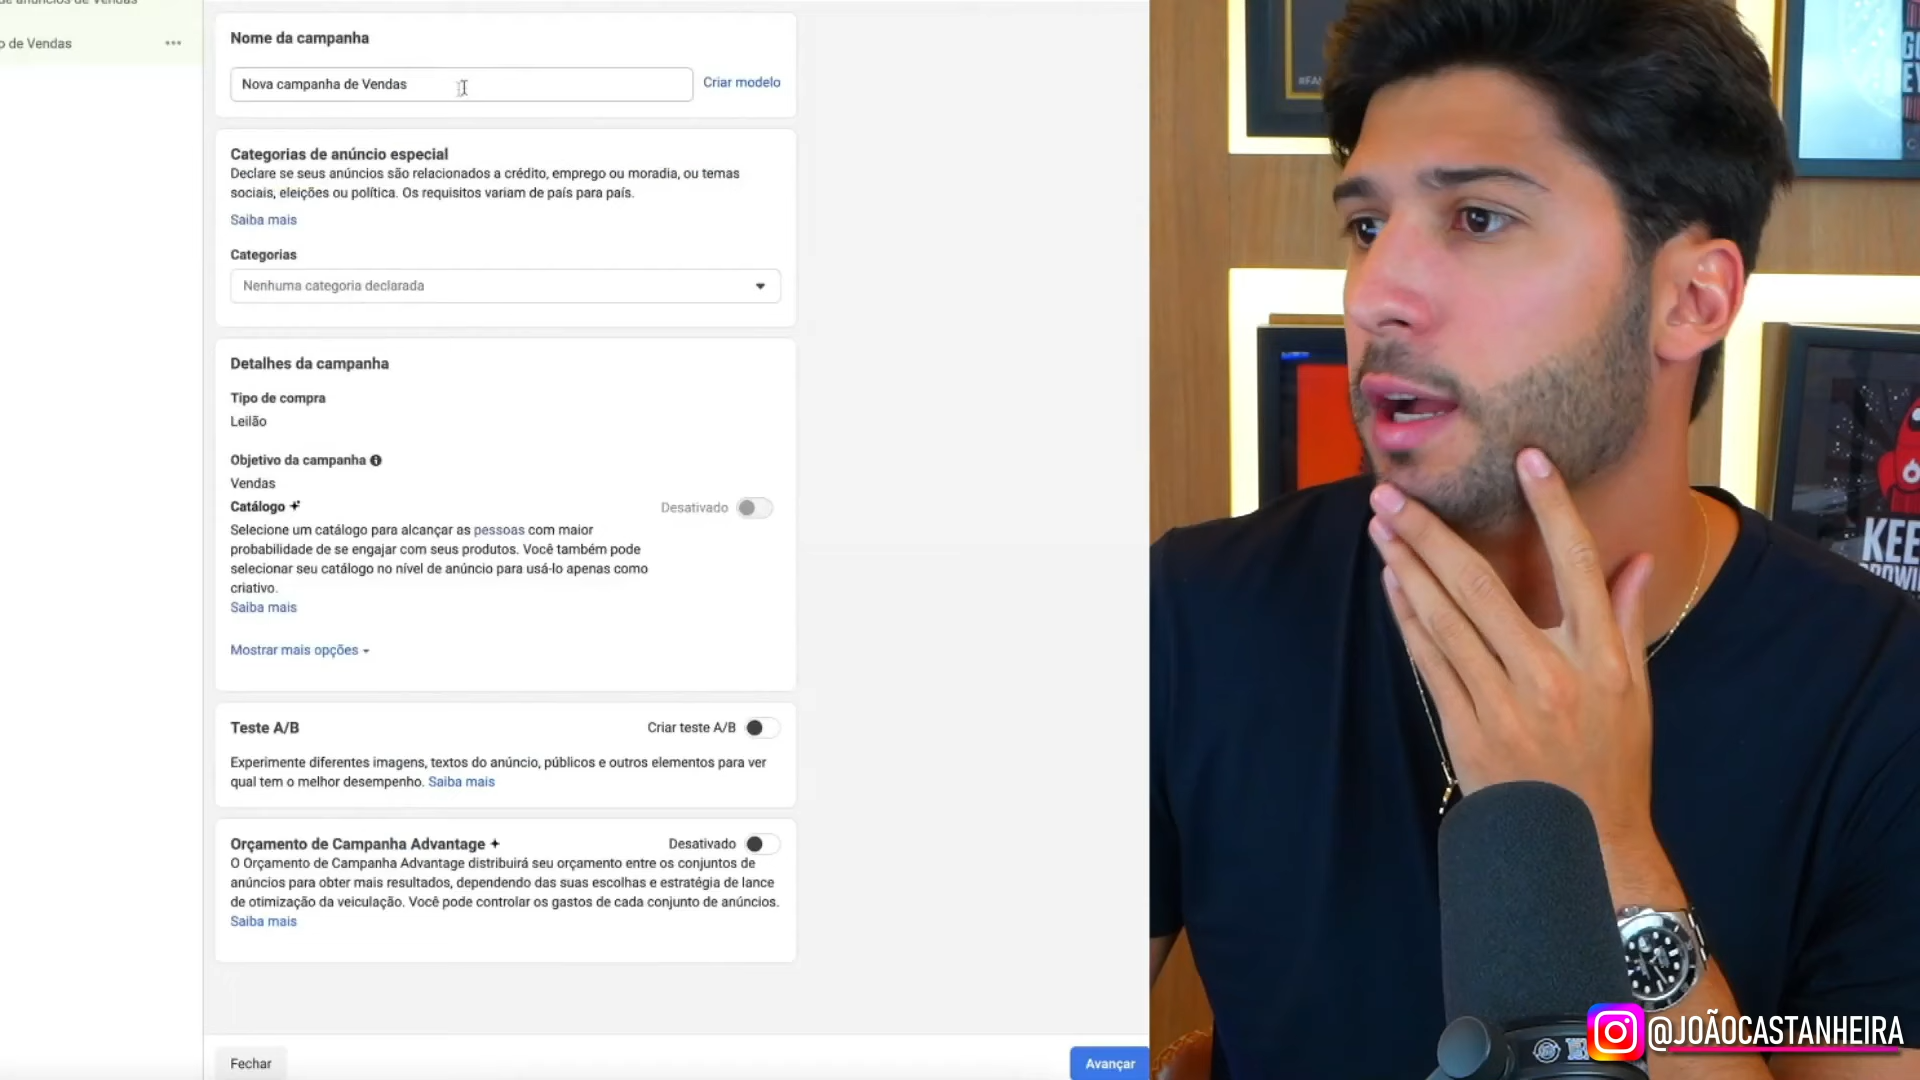 de anúncios de Vendas
o de Vendas
Nome da campanha
Nova campanha de Vendas
Criar modelo
Categorias de anúncio especial
Declare se seus anúncios são relacionados a crédito, emprego ou moradia, ou temas
sociais, eleições ou política. Os requisitos variam de país para país.
Saiba mais
Categorias
Nenhuma categoria declarada
Detalhes da campanha
Tipo de compra
Leilão
Objetivo da campanha
Vendas
Catálogo
Desativado
Selecione um catálogo para alcançar as pessoas com maior
probabilidade de se engajar com seus produtos. Você também pode
selecionar seu catálogo no nível de anúncio para usá-lo apenas como
criativo.
Saiba mais
Mostrar mais opções
Teste A/B
Criar teste A/B
Experimente diferentes imagens, textos do anúncio, públicos e outros elementos para ver
qual tem o melhor desempenho. Saiba mais
Orçamento de Campanha Advantage
Desativado
O Orçamento de Campanha Advantage distribuirá seu orçamento entre os conjuntos de
anúncios para obter mais resultados, dependendo das suas escolhas e estratégia de lance
de otimização da veiculação. Você pode controlar os gastos de cada conjunto de anúncios.
Saiba mais
Fechar
Avançar
KEE
@JOÃOCASTANHEIRA